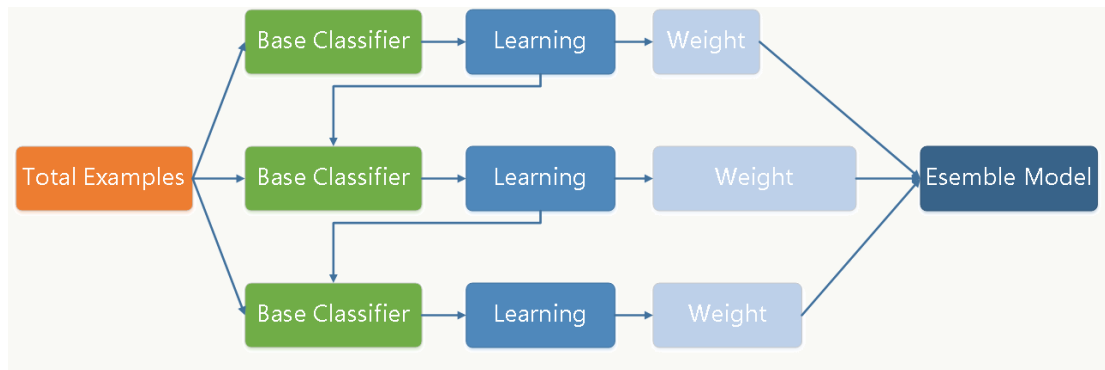 Base Classifier
Learning
Weight
Total Examples
Base Classifier
Learning
Weight
Esemble Model
Base Classifier
Learning
Weight